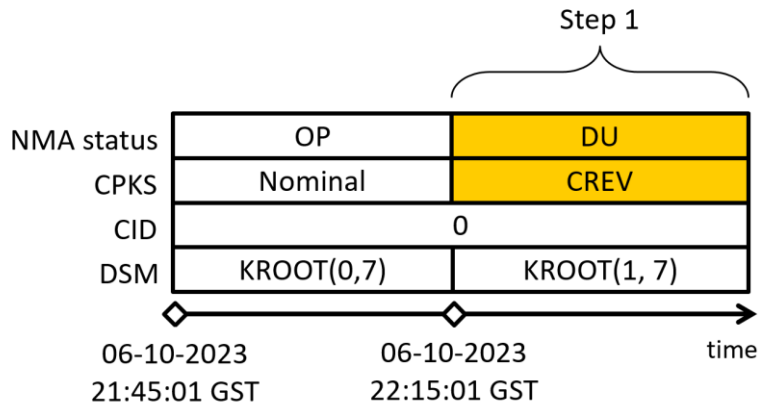 Step 1
NMA status OP DU
CPKS Nominal CREV
CID 0
DSM KROOT(0,7) KROOT(1, 7)
06-10-2023 06-10-2023 time
21:45:01 GST 22:15:01 GST